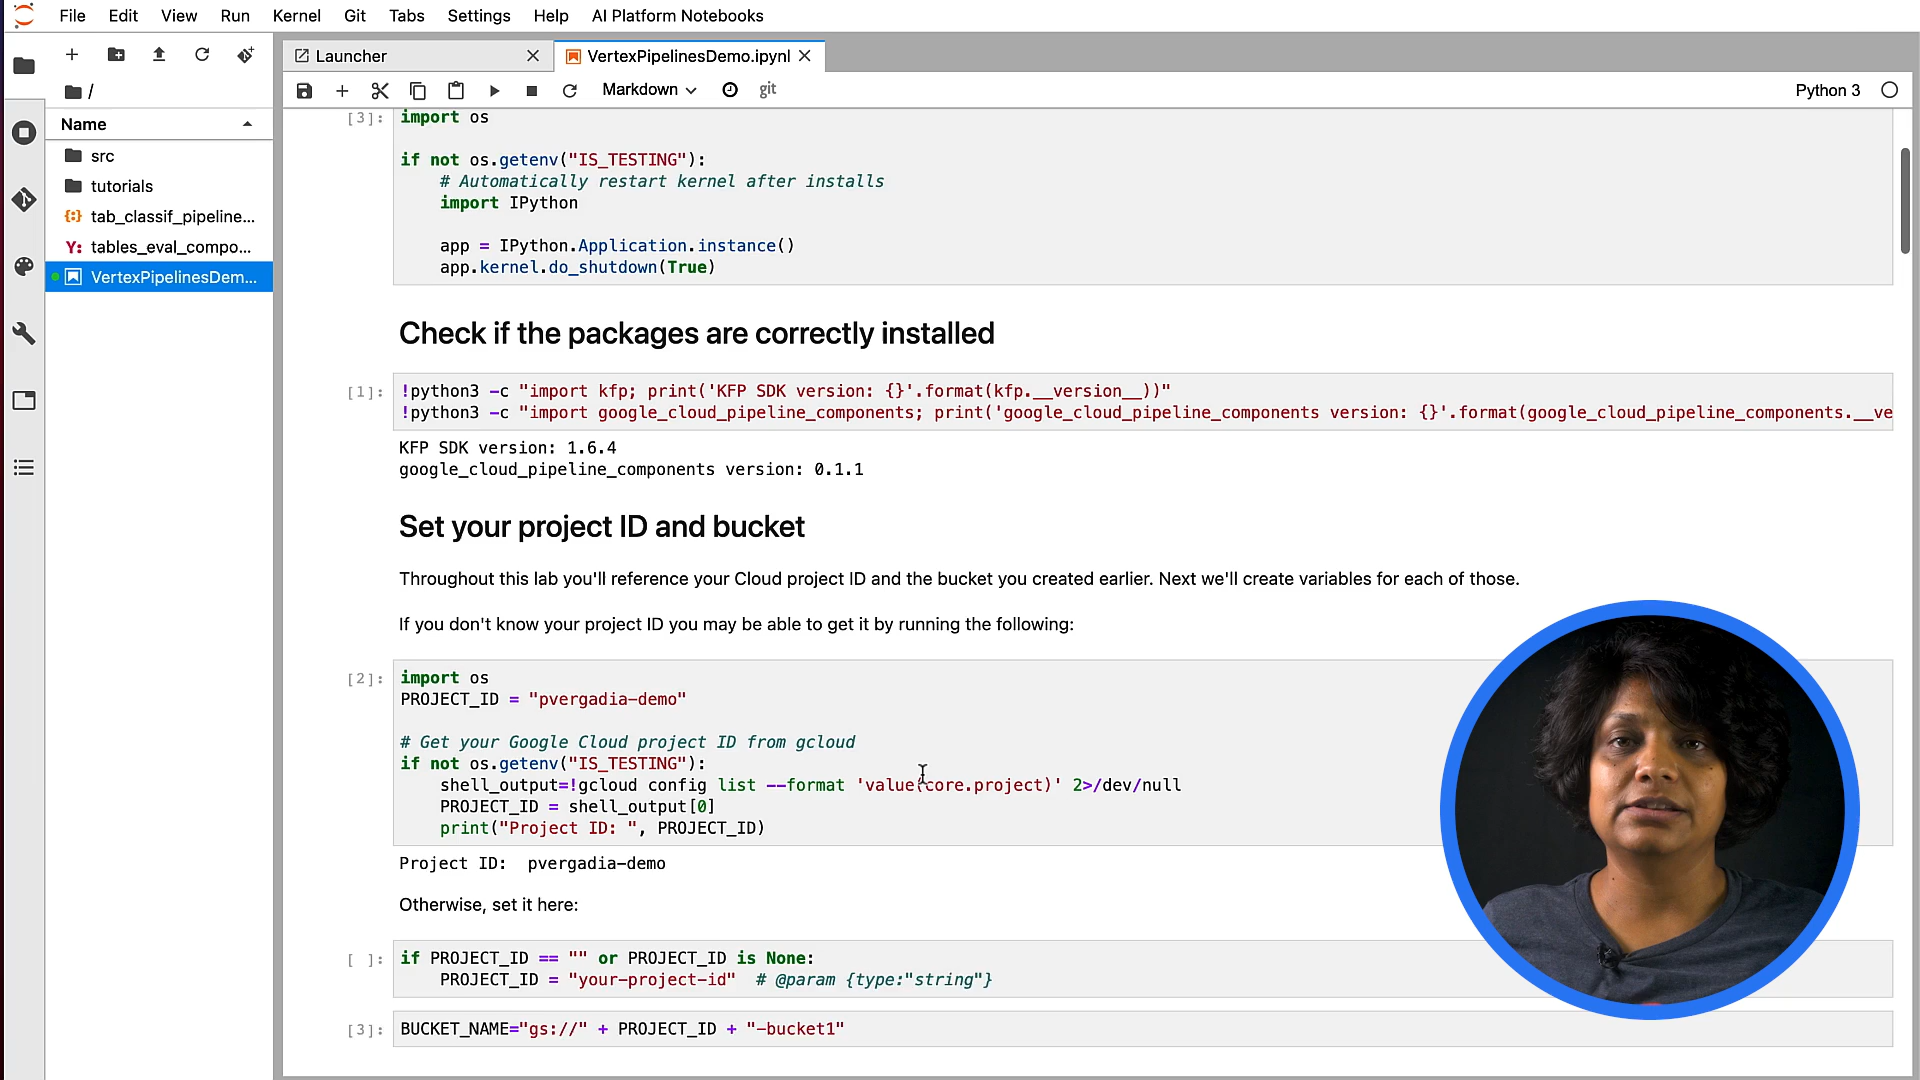 File Edit View Run Kernel Git Tabs Settings Help AI Platform Notebooks
Launcher
VertexPipelinesDemo.ipynl
Markdown
git
Python 3
/
Name
src
tutorials
tab_classif_pipeline...
tables_eval_compo...
VertexPipelinesDem...
[3]: import os
if not os.getenv("IS_TESTING"):
# Automatically restart kernel after installs
import IPython
app = IPython.Application.instance()
app.kernel.do_shutdown(True)
Check if the packages are correctly installed
[1]: !python3 -c "import kfp; print('KFP SDK version: {}'.format(kfp.__version__))"
!python3 -c "import google_cloud_pipeline_components; print('google_cloud_pipeline_components version: {}'.format(google_cloud_pipeline_components.__ve
KFP SDK version: 1.6.4
google_cloud_pipeline_components version: 0.1.1
Set your project ID and bucket
Throughout this lab you'll reference your Cloud project ID and the bucket you created earlier. Next we'll create variables for each of those.
If you don't know your project ID you may be able to get it by running the following:
[2]: import os
PROJECT_ID = "pvergadia-demo"
# Get your Google Cloud project ID from gcloud
if not os.getenv("IS_TESTING"):
shell_output=!gcloud config list --format 'value(core.project)' 2>/dev/null
PROJECT_ID = shell_output[0]
print("Project ID: ", PROJECT_ID)
Project ID:  pvergadia-demo
Otherwise, set it here:
[ ]: if PROJECT_ID == "" or PROJECT_ID is None:
PROJECT_ID = "your-project-id"  # @param {type:"string"}
[3]: BUCKET_NAME="gs://" + PROJECT_ID + "-bucket1"